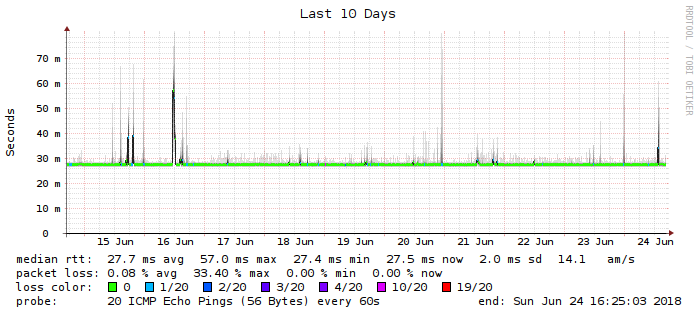 Last 10 Days
RRDTOOL / TOBI OETIKER
Seconds
70 m
60 m
50 m
40 m
30 m
20 m
10 m
0
15 Jun 16 Jun 17 Jun 18 Jun 19 Jun 20 Jun 21 Jun 22 Jun 23 Jun 24 Jun
median rtt: 27.7 ms avg 57.0 ms max 27.4 ms min 27.5 ms now 2.0 ms sd 14.1 am/s
packet loss: 0.08 % avg 33.40 % max 0.00 % min 0.00 % now
loss color: 0 1/20 2/20 3/20 4/20 10/20 19/20
probe: 20 ICMP Echo Pings (56 Bytes) every 60s end: Sun Jun 24 16:25:03 2018